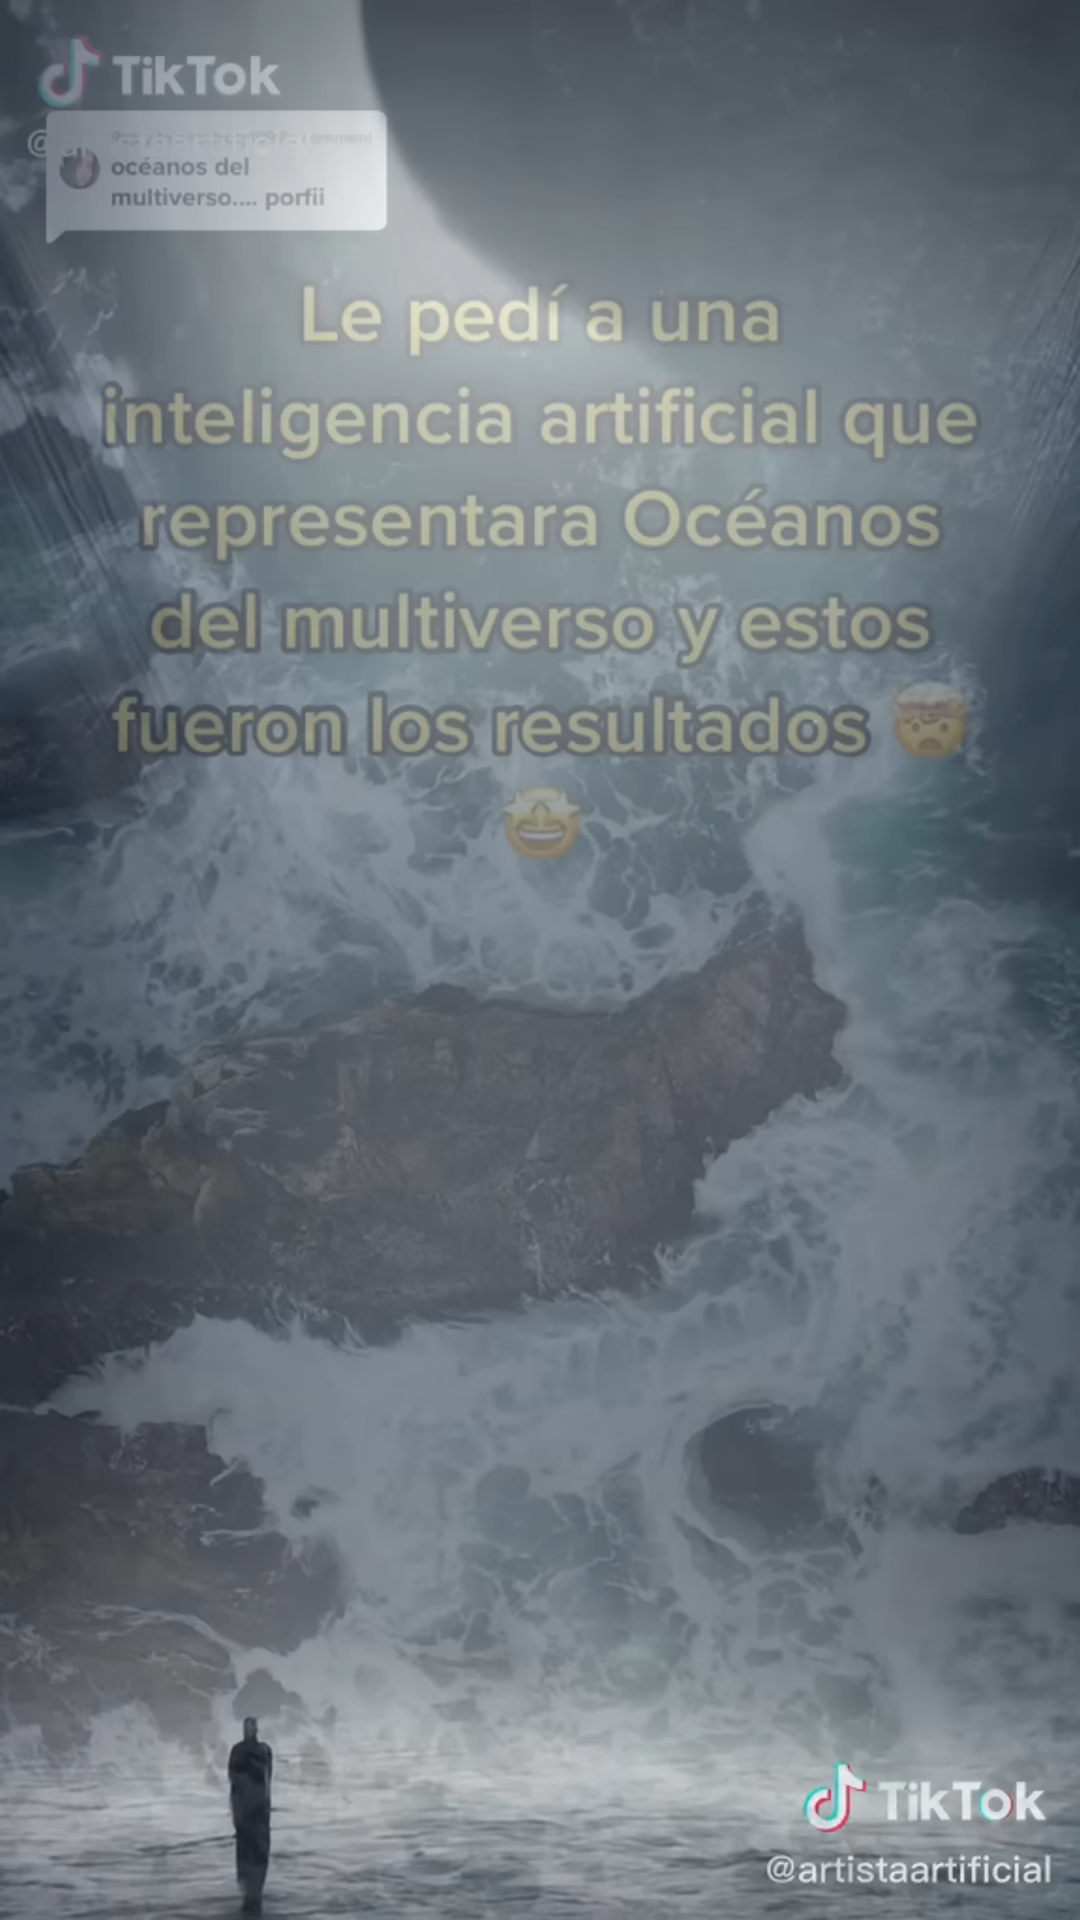 TikTok
océanos del
multiverso.... porfii
Le pedí a una
inteligencia artificial que
representara Océanos
del multiverso y estos
fueron los resultados 🤯
🤩
TikTok
@artistaartificial